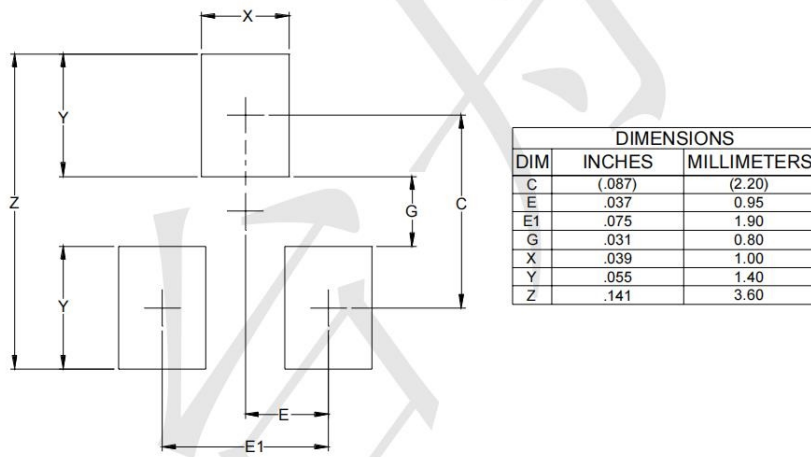 X
Y
Z
G
C
Y
E
E1
DIMENSIONS
DIM INCHES MILLIMETERS
C (.087) (2.20)
E .037 0.95
E1 .075 1.90
G .031 0.80
X .039 1.00
Y .055 1.40
Z .141 3.60